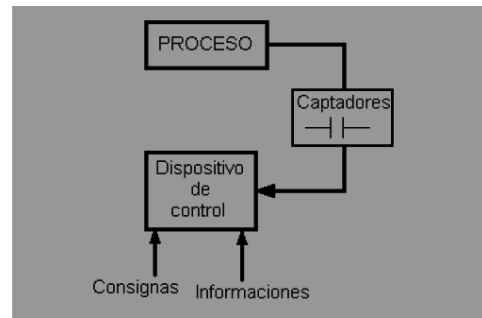 PROCESO
Captadores
Dispositivo
de
control
Consignas
Informaciones